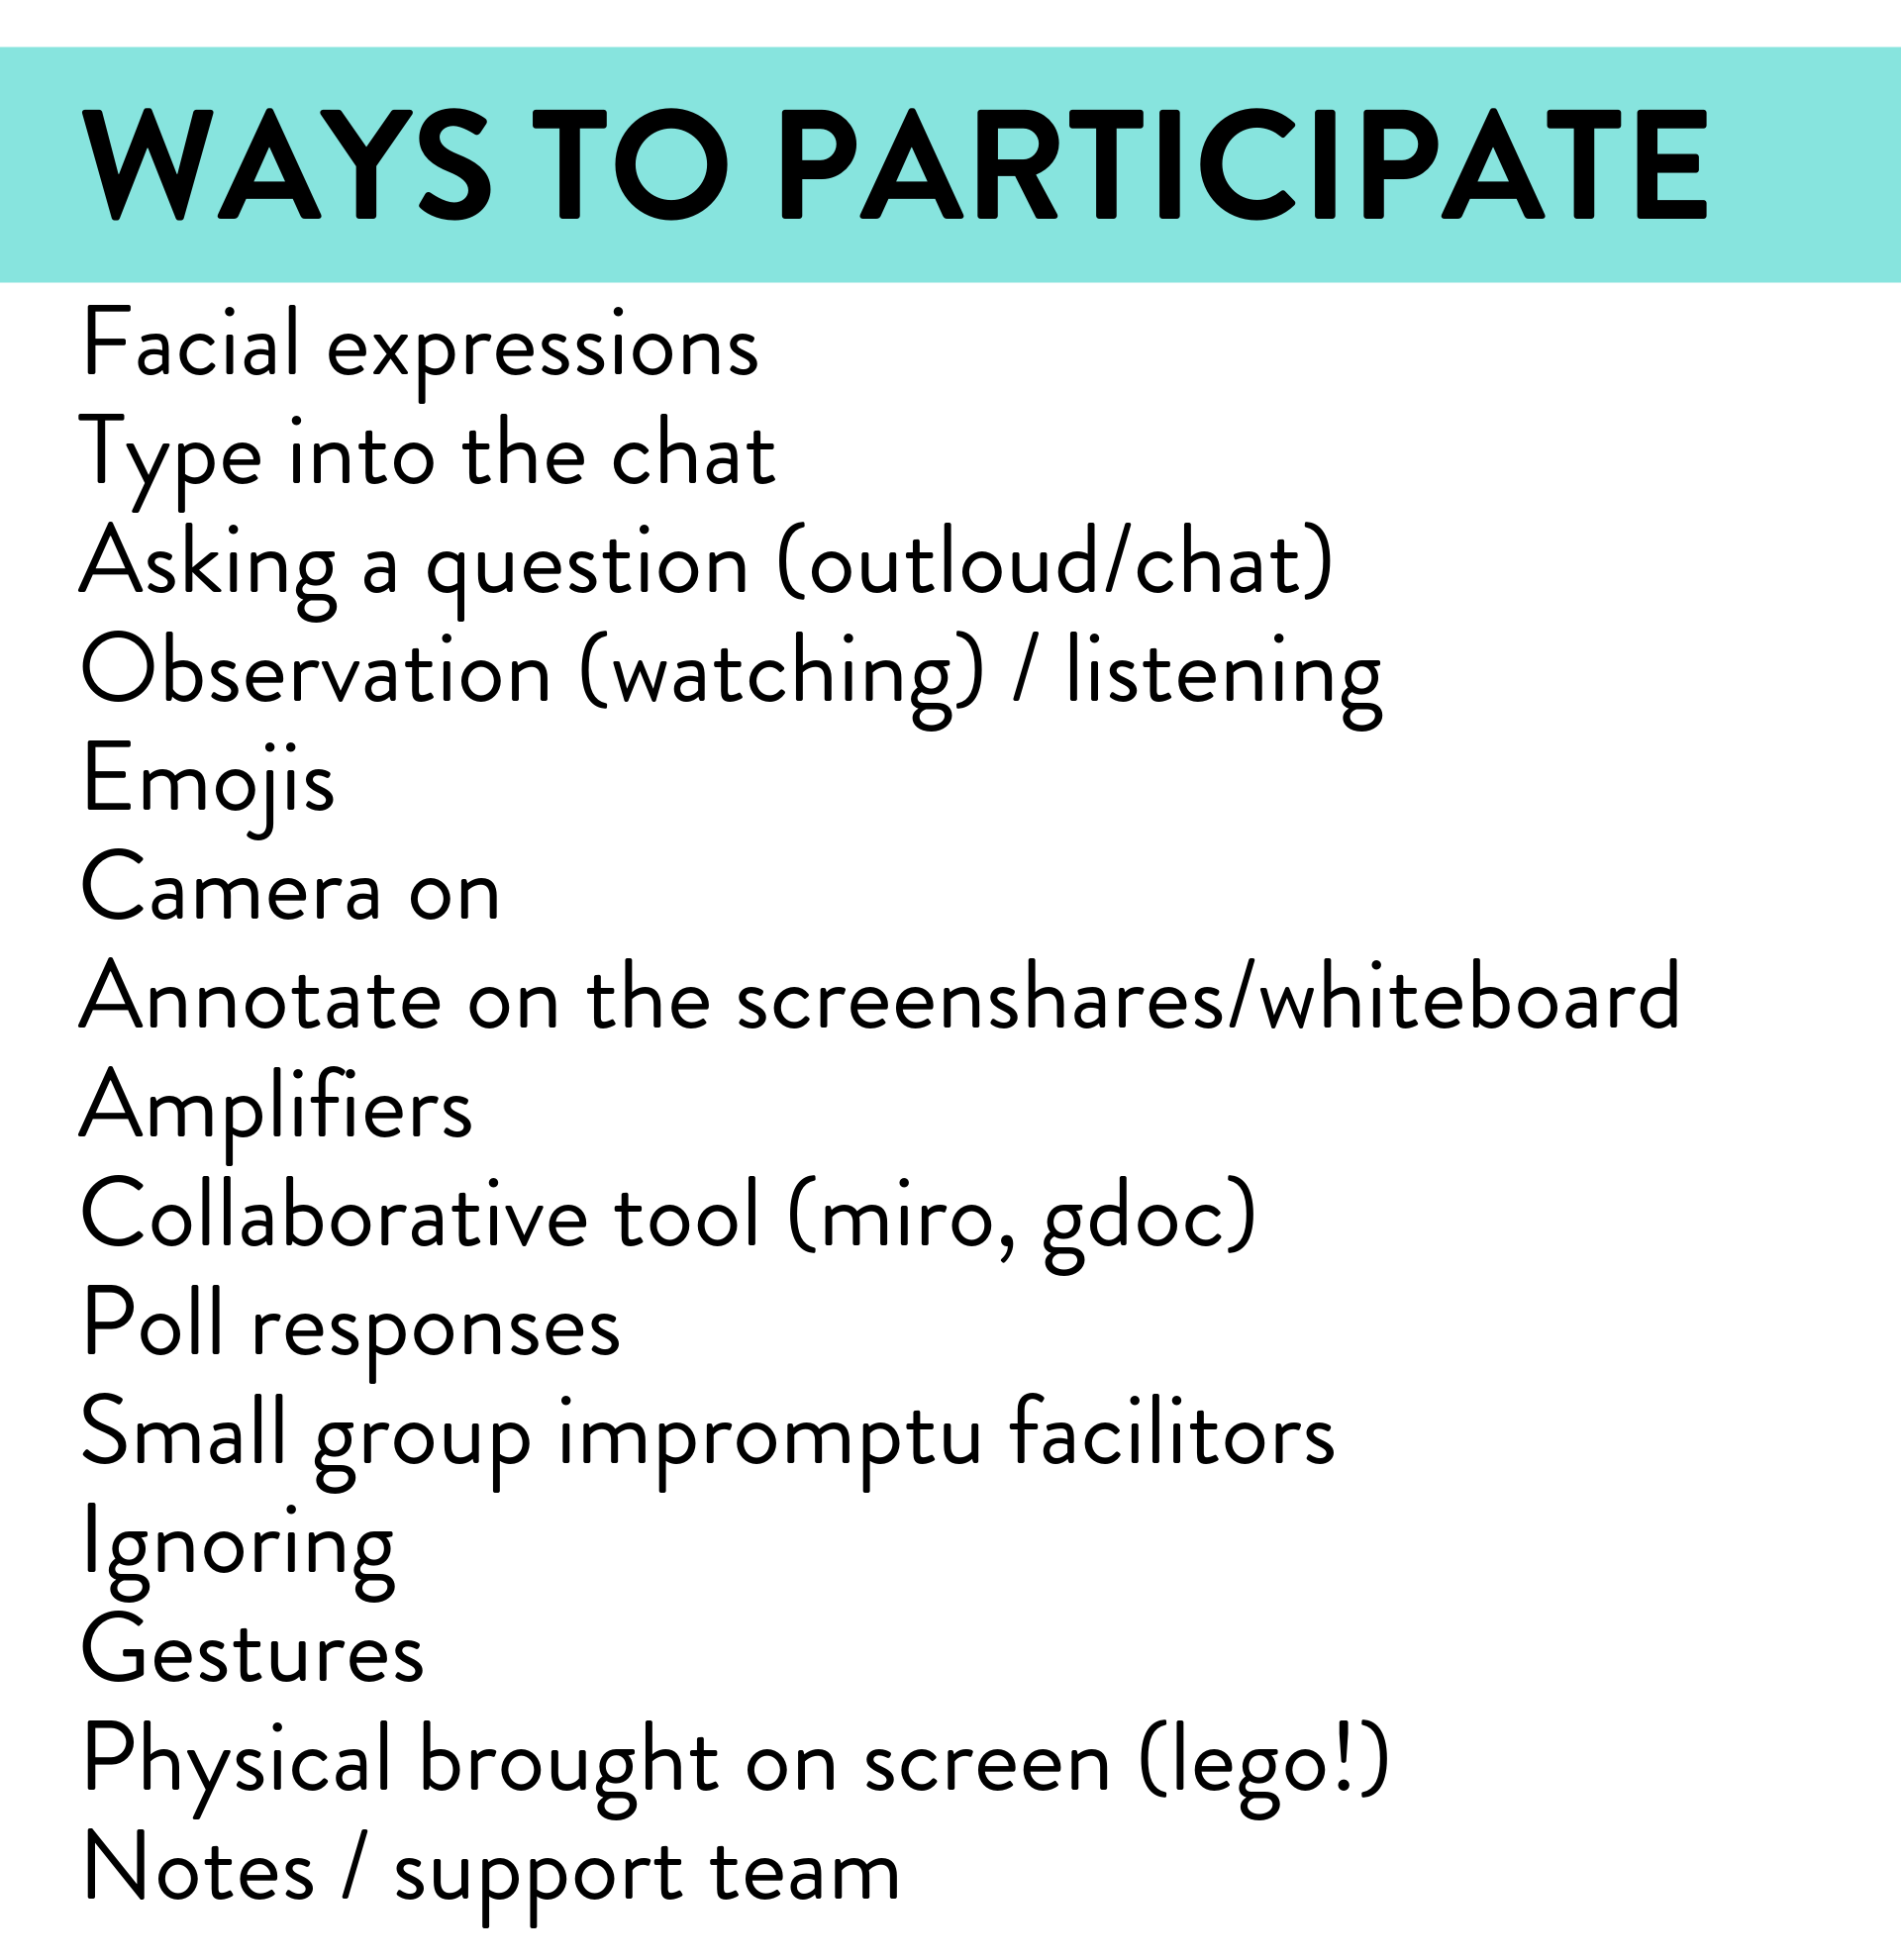 WAYS TO PARTICIPATE
Facial expressions
Type into the chat
Asking a question (outloud/chat)
Observation (watching) / listening
Emojis
Camera on
Annotate on the screenshares/whiteboard
Amplifiers
Collaborative tool (miro, gdoc)
Poll responses
Small group impromptu facilitors
Ignoring
Gestures
Physical brought on screen (lego!)
Notes / support team